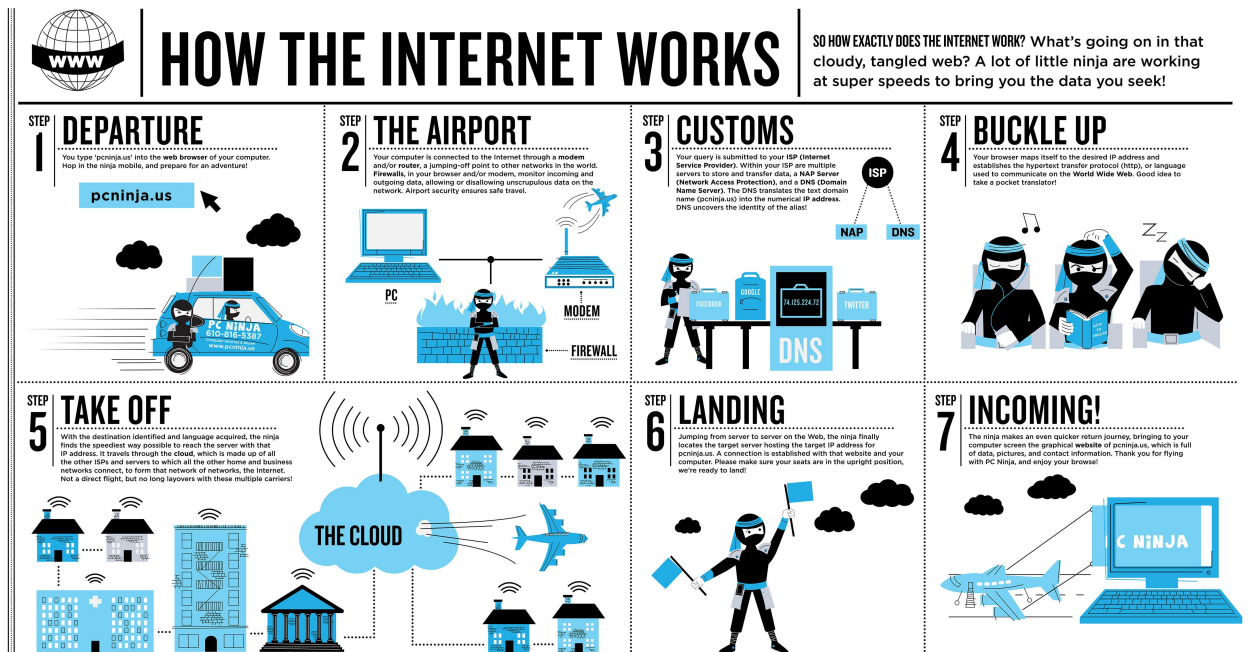 WWW
HOW THE INTERNET WORKS
SO HOW EXACTLY DOES THE INTERNET WORK? What's going on in that
cloudy, tangled web? A lot of little ninja are working
at super speeds to bring you the data you seek!
STEP
1
DEPARTURE
You type 'pcninja.us' into the web browser of your computer.
Hop in the ninja mobile, and prepare for an adventure!
pcninja.us
PC NiNJA
610-816-5387
Computer Service & Repair
www.pcninja.us
STEP
2
THE AIRPORT
Your computer is connected to the Internet through a modem
and/or router, a jumping-off point to other networks in the world.
Firewalls, in your browser and/or modem, monitor incoming and
outgoing data, allowing or disallowing unscrupulous data on the
network. Airport security ensures safe travel.
PC
MODEM
FIREWALL
STEP
3
CUSTOMS
Your query is submitted to your ISP (Internet
Service Provider). Within your ISP are multiple
servers to store and transfer data, a NAP Server
(Network Access Protection), and a DNS (Domain
Name Server). The DNS translates the text domain
name (pcninja.us) into the numerical IP address.
DNS uncovers the identity of the alias!
ISP
NAP
DNS
FACEBOOK
GOOGLE
74.125.224.72
TWITTER
DNS
STEP
4
BUCKLE UP
Your browser maps itself to the desired IP address and
establishes the hypertext transfer protocol (http), or language
used to communicate on the World Wide Web. Good idea to
take a pocket translator!
ZZ
HTTP
TO
ENGLISH
STEP
5
TAKE OFF
With the destination identified and language acquired, the ninja
finds the speediest way possible to reach the server with that
IP address. It travels through the cloud, which is made up of all
the other ISPs and servers to which all the other home and business
networks connect, to form that network of networks, the Internet.
Not a direct flight, but no long layovers with these multiple carriers!
THE CLOUD
STEP
6
LANDING
Jumping from server to server on the Web, the ninja finally
locates the target server hosting the target IP address for
pcninja.us. A connection is established with that website and your
computer. Please make sure your seats are in the upright position,
we're ready to land!
STEP
7
INCOMING!
The ninja makes an even quicker return journey, bringing to your
computer screen the graphical website of pcninja.us, which is full
of data, pictures, and contact information. Thank you for flying
with PC Ninja, and enjoy your browse!
C NiNJA